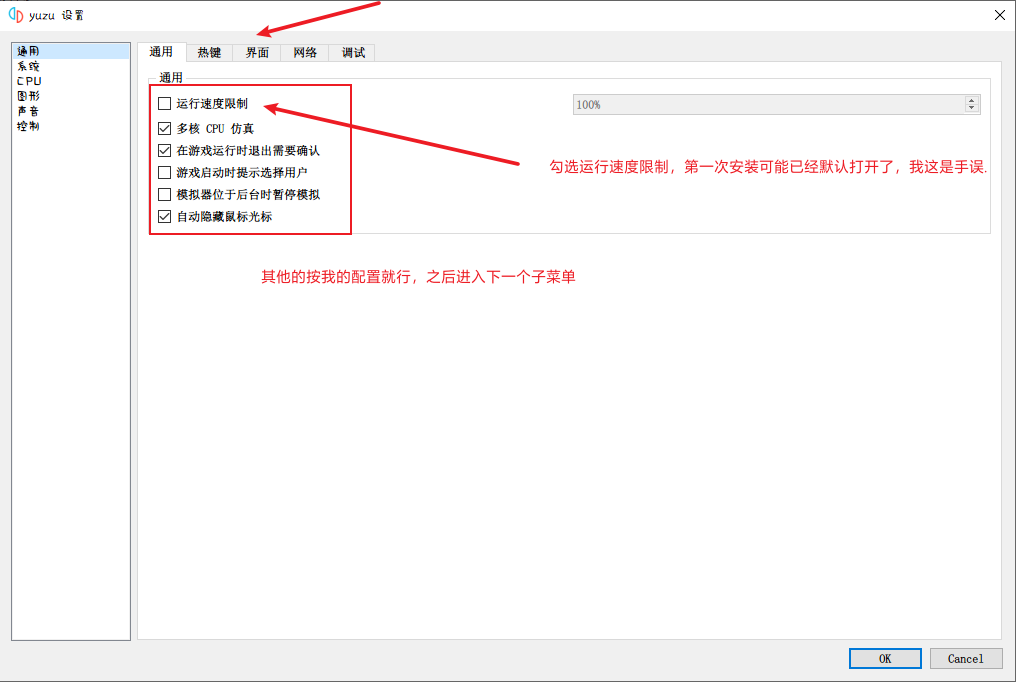 yuzu 设置
通用
系统
CPU
图形
声音
控制
通用 热键 界面 网络 调试
通用
运行速度限制
100%
多核 CPU 仿真
在游戏运行时退出需要确认
游戏启动时提示选择用户
模拟器位于后台时暂停模拟
自动隐藏鼠标光标
勾选运行速度限制，第一次安装可能已经默认打开了，我这是手误.
其他的按我的配置就行，之后进入下一个子菜单
OK Cancel